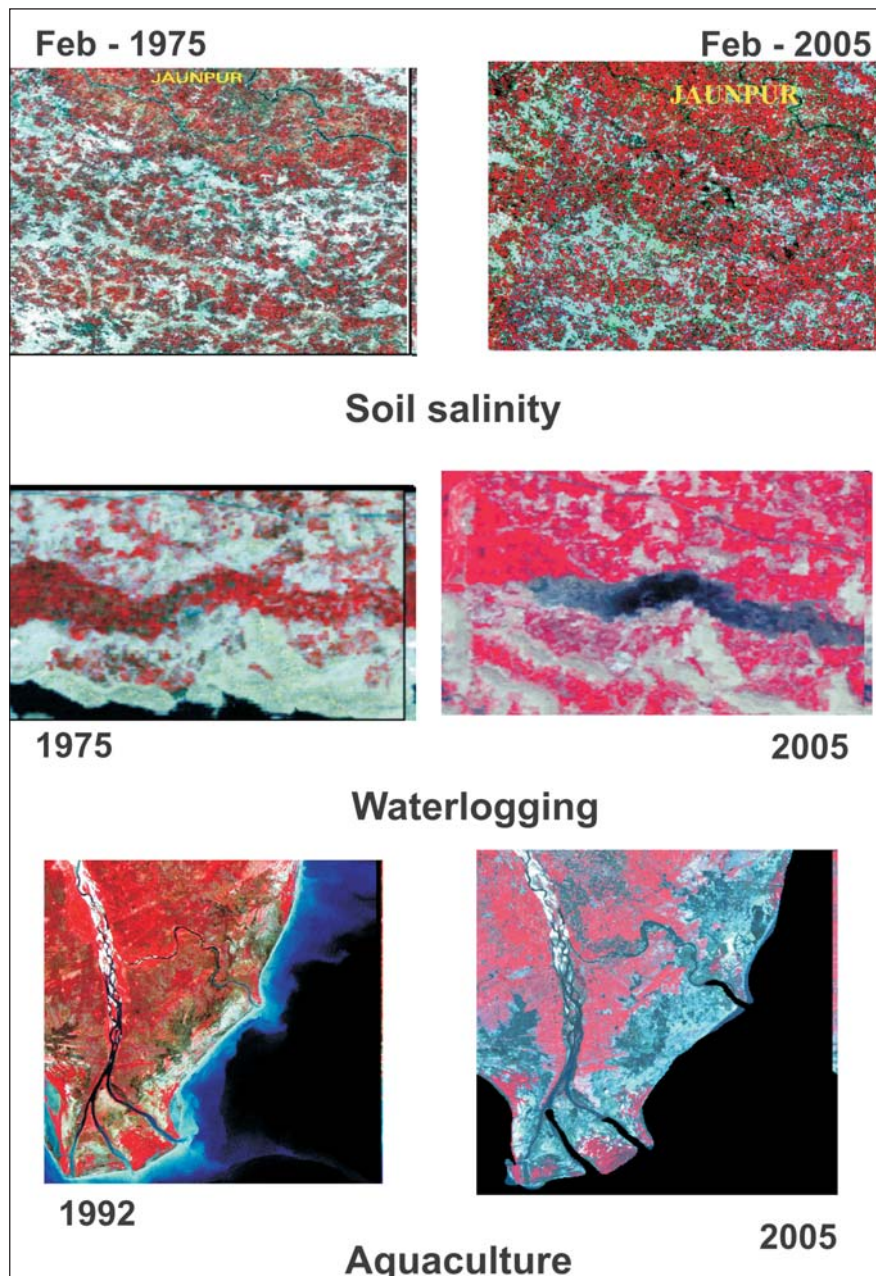 Feb - 1975
Feb - 2005
JAUNPUR
JAUNPUR
Soil salinity
1975
2005
Waterlogging
1992
2005
Aquaculture